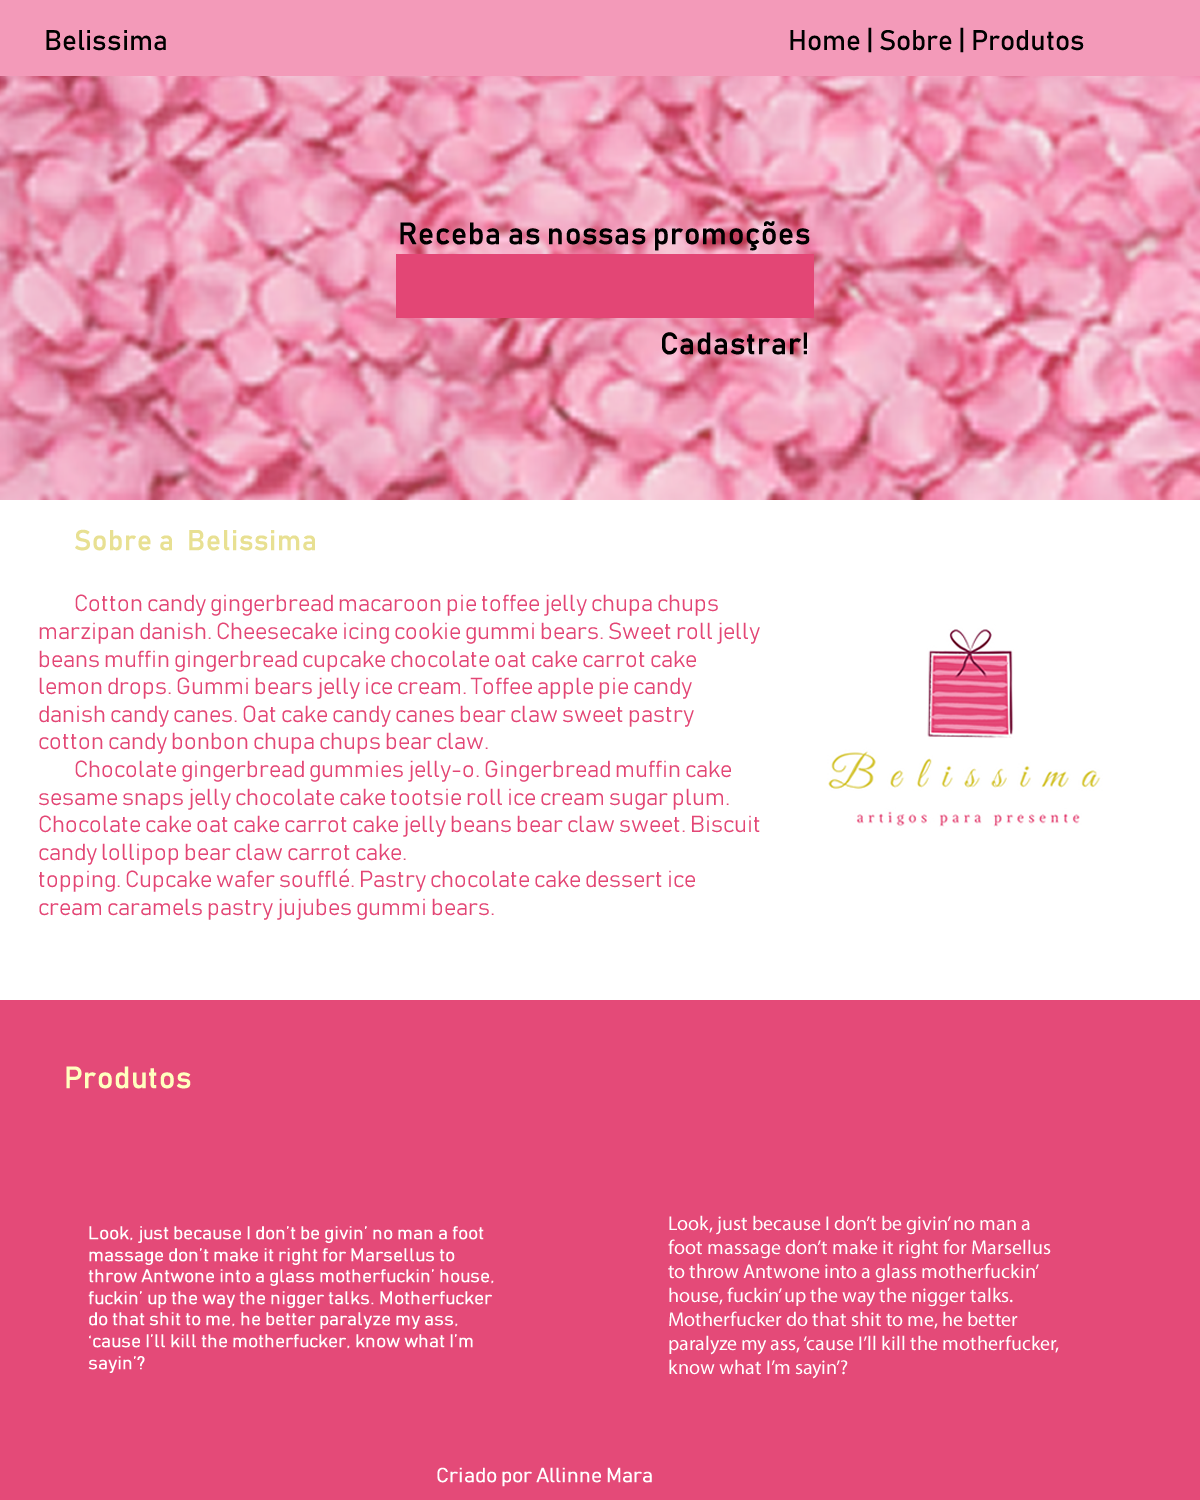 Belissima
Home | Sobre | Produtos
Receba as nossas promoções
Cadastrar!
Sobre a Belissima
Cotton candy gingerbread macaroon pie toffee jelly chupa chups
marzipan danish. Cheesecake icing cookie gummi bears. Sweet roll jelly
beans muffin gingerbread cupcake chocolate oat cake carrot cake
lemon drops. Gummi bears jelly ice cream. Toffee apple pie candy
danish candy canes. Oat cake candy canes bear claw sweet pastry
cotton candy bonbon chupa chups bear claw.
Chocolate gingerbread gummies jelly-o. Gingerbread muffin cake
sesame snaps jelly chocolate cake tootsie roll ice cream sugar plum.
Chocolate cake oat cake carrot cake jelly beans bear claw sweet. Biscuit
candy lollipop bear claw carrot cake.
topping. Cupcake wafer soufflé. Pastry chocolate cake dessert ice
cream caramels pastry jujubes gummi bears.
Belissima
artigos para presente
Produtos
Look, just because I don't be givin' no man a foot
massage don't make it right for Marsellus to
throw Antwone into a glass motherfuckin' house,
fuckin' up the way the nigger talks. Motherfucker
do that shit to me, he better paralyze my ass,
‘cause I'll kill the motherfucker, know what I'm
sayin'?
Look, just because I don’t be givin’ no man a
foot massage don’t make it right for Marsellus
to throw Antwone into a glass motherfuckin’
house, fuckin’ up the way the nigger talks.
Motherfucker do that shit to me, he better
paralyze my ass, ‘cause I’ll kill the motherfucker,
know what I’m sayin’?
Criado por Allinne Mara